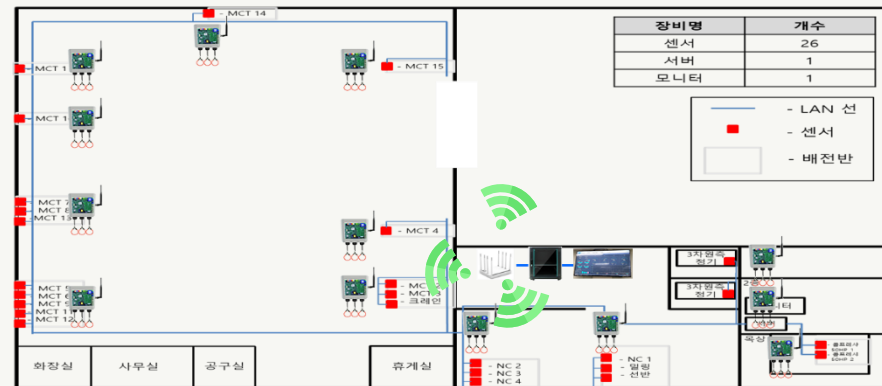 - MCT 14
장비명 개수
센서 26
서버 1
모니터 1
- LAN 선
- 센서
- 배전반
- MCT 1
- MCT 15
- MCT 1
MCT 7
MCT 8
MCT 13
- MCT 4
3차원측
정기
3차원측
정기
MCT 5
MCT
MCT
MCT 11
MCT 12
- MCT
- MCT 3
- 크레인
옥상
화장실
사무실
공구실
휴게실
- NC 2
- NC 3
- NC 4
- NC 1
- 밀링
- 선반